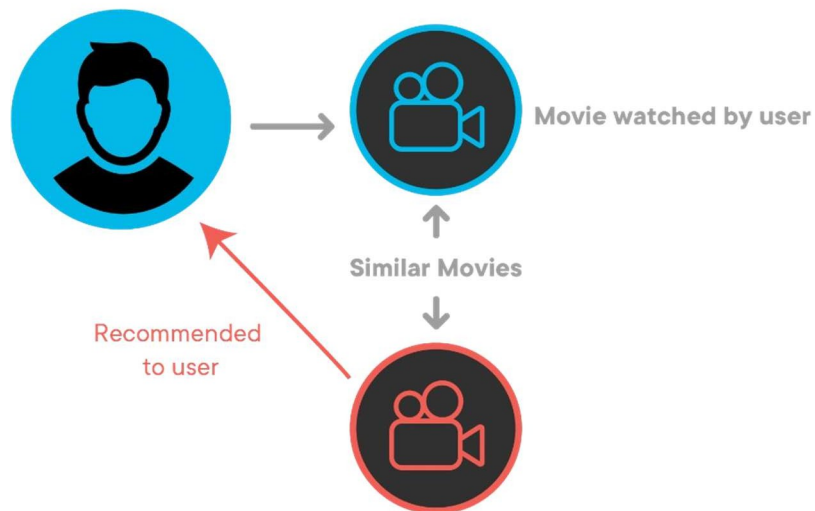 Movie watched by user
Similar Movies
Recommended
to user